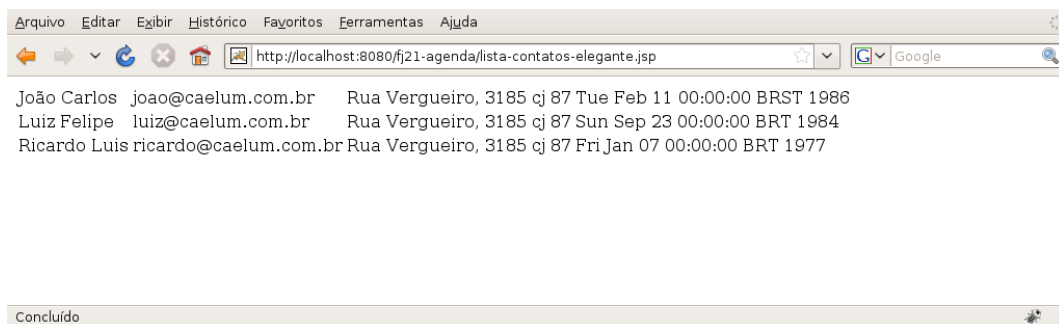 Arquivo Editar Exibir Histórico Favoritos Ferramentas Ajuda
http://localhost:8080/fj21-agenda/lista-contatos-elegante.jsp G Google
João Carlos joao@caelum.com.br Rua Vergueiro, 3185 cj 87 Tue Feb 11 00:00:00 BRST 1986
Luiz Felipe luiz@caelum.com.br Rua Vergueiro, 3185 cj 87 Sun Sep 23 00:00:00 BRT 1984
Ricardo Luís ricardo@caelum.com.br Rua Vergueiro, 3185 cj 87 Fri Jan 07 00:00:00 BRT 1977
Concluído